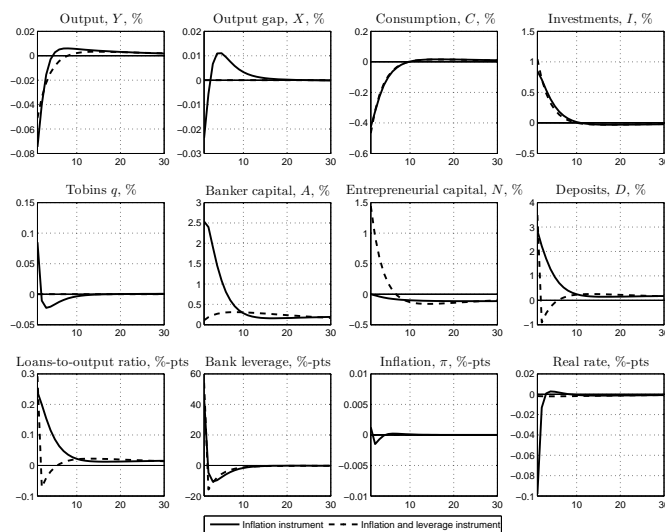 Output, Y, %
0.02
0
−0.02
−0.04
−0.06
−0.08
10 20 30
Output gap, X, %
0.02
0.01
0
−0.01
−0.02
−0.03
10 20 30
Consumption, C, %
0.2
0
−0.2
−0.4
−0.6
10 20 30
Investments, I, %
1.5
1
0.5
0
−0.5
10 20 30
Tobins q, %
0.15
0.1
0.05
0
−0.05
10 20 30
Banker capital, A, %
3
2.5
2
1.5
1
0.5
0
10 20 30
Entrepreneurial capital, N, %
1.5
1
0.5
0
−0.5
10 20 30
Deposits, D, %
4
3
2
1
0
−1
10 20 30
Loans-to-output ratio, %-pts
0.3
0.2
0.1
0
−0.1
10 20 30
Bank leverage, %-pts
60
40
20
0
−20
10 20 30
Inflation, π, %-pts
0.01
0.005
0
−0.005
−0.01
10 20 30
Real rate, %-pts
0.02
0
−0.02
−0.04
−0.06
−0.08
−0.1
10 20 30
Inflation instrument
Inflation and leverage instrument